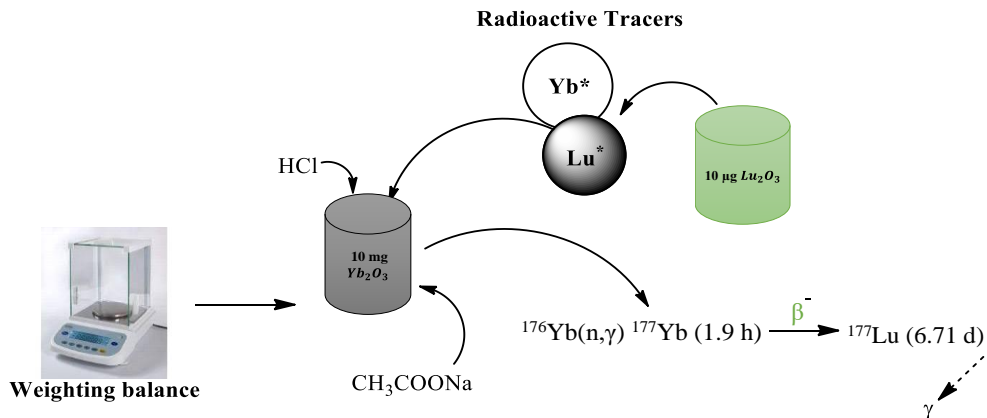 Radioactive Tracers
Yb*
Lu*
10 µg Lu₂O₃
HCl
10 mg
Yb₂O₃
¹⁷⁶Yb(n,γ) ¹⁷⁷Yb (1.9 h)
β⁻
¹⁷⁷Lu (6.71 d)
Weighting balance
CH₃COONa
γ